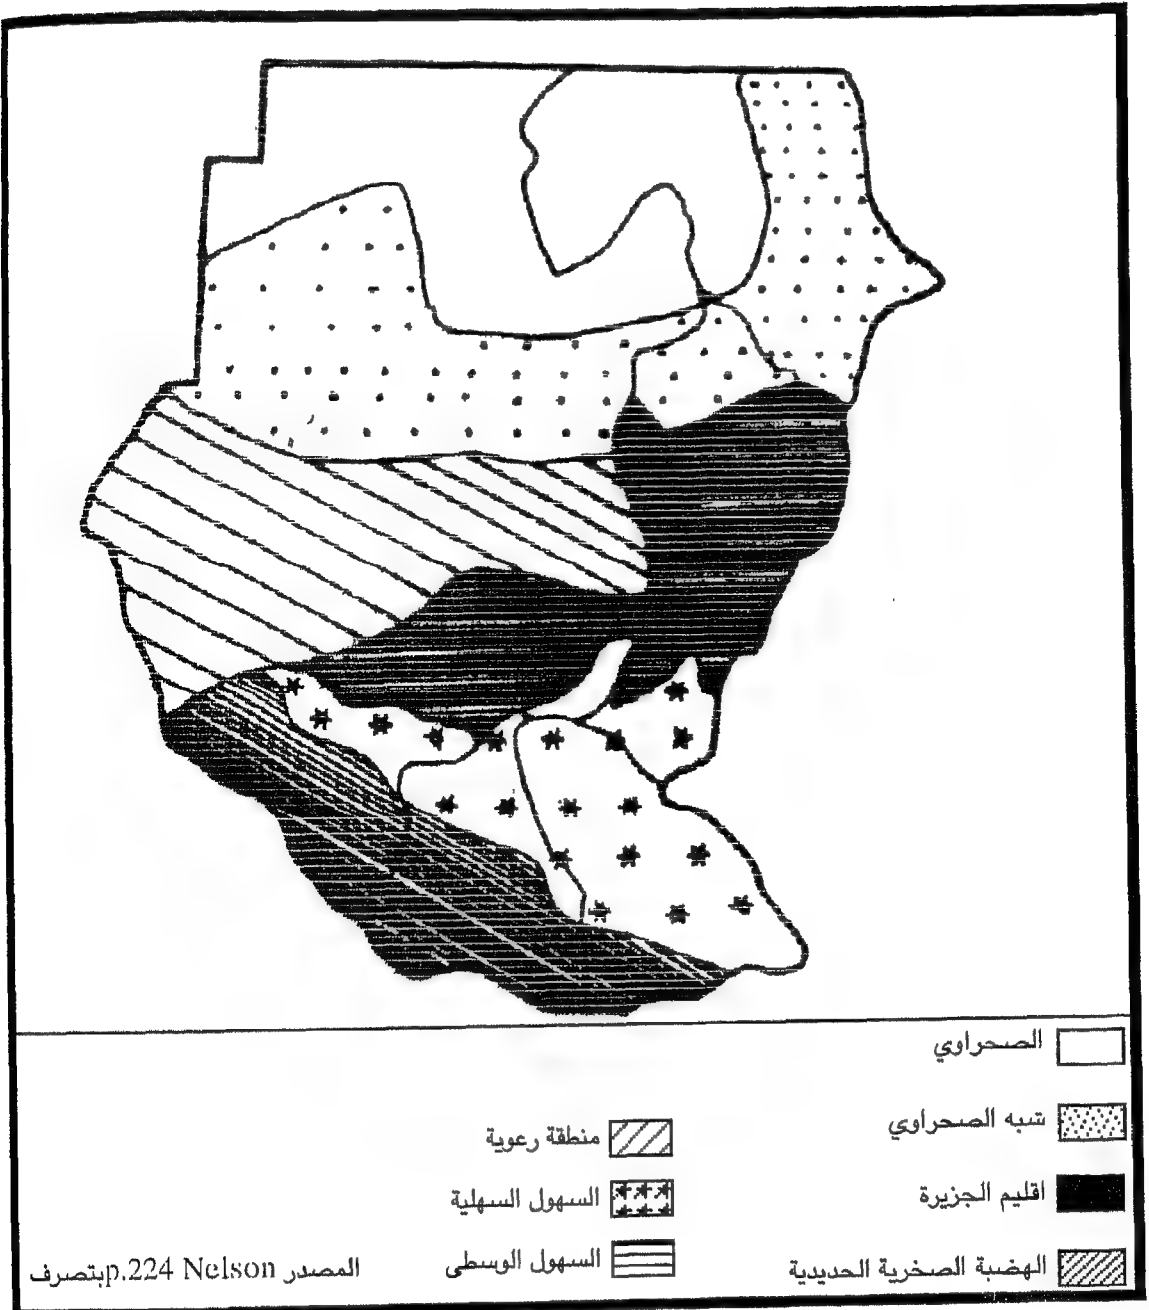 الصحراوي
شبه الصحراوي
اقليم الجزيرة
الهضبة الصخرية الحديدية
منطقة رعوية
السهول السهلية
السهول الوسطى
المصدر p.224 Nelson بتصرف